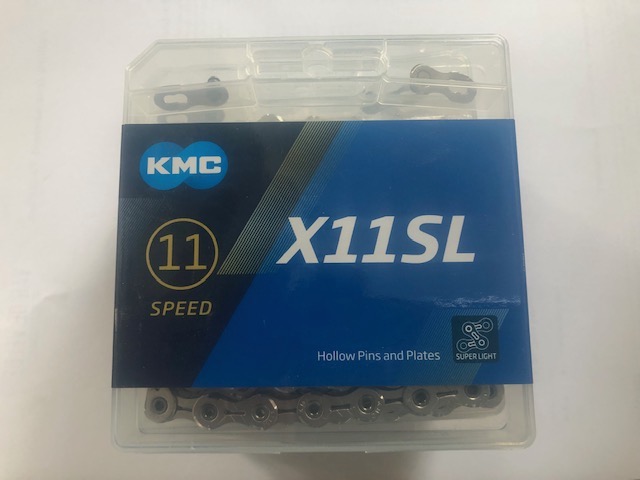 KMC
11
SPEED
X11SL
Hollow Pins and Plates
SUPER LIGHT